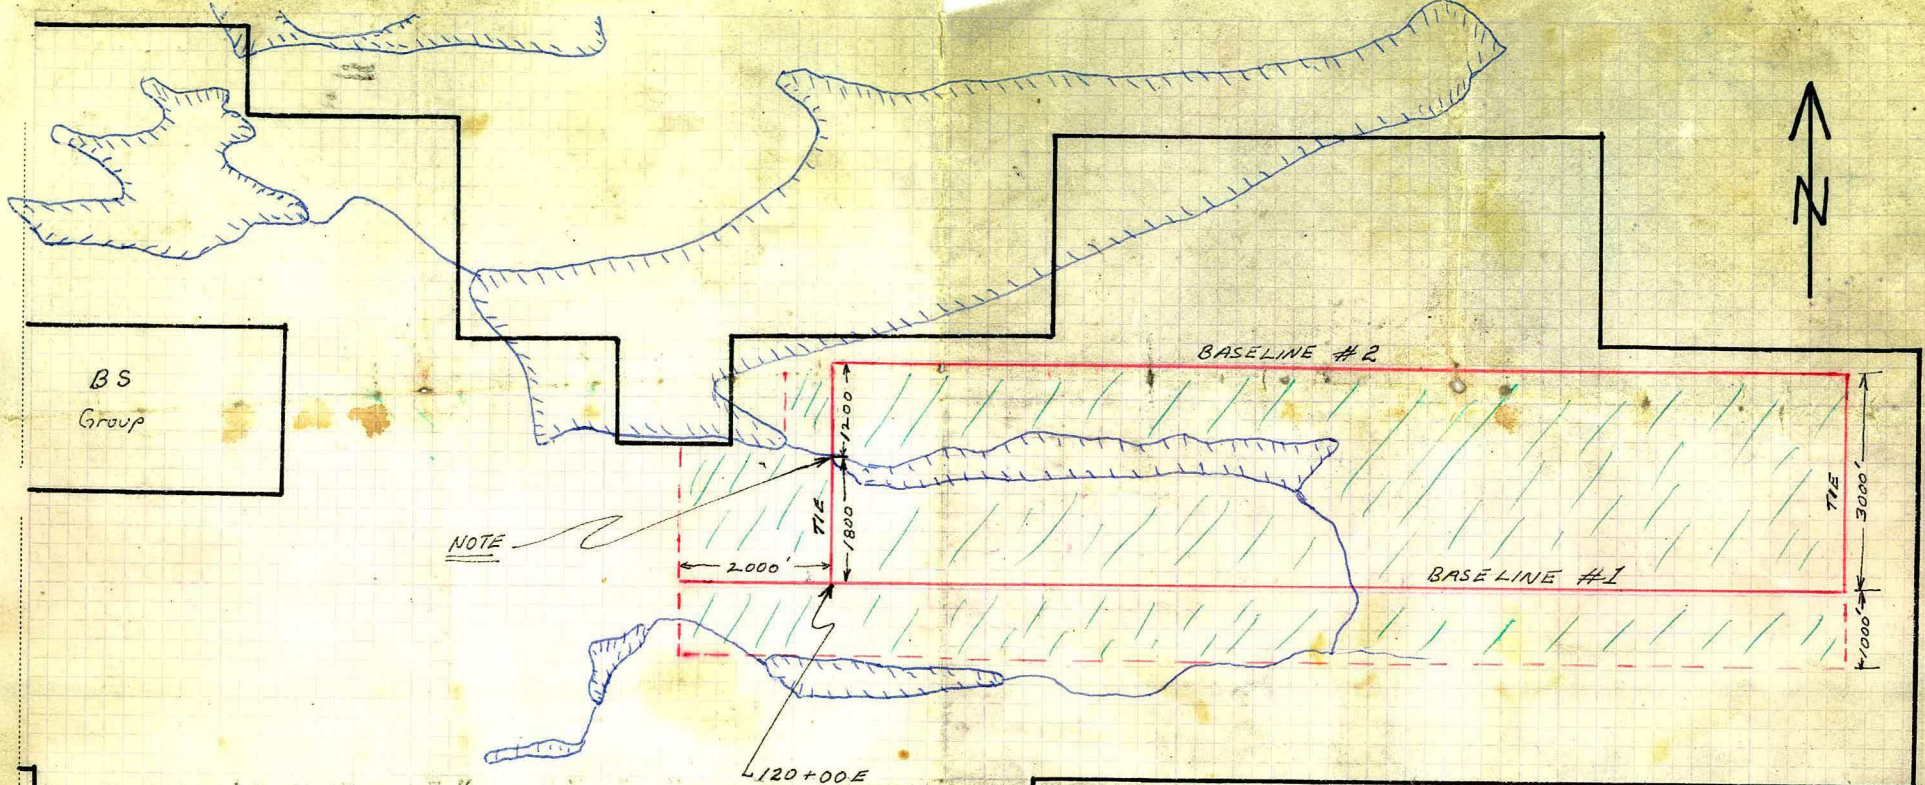 N
BASELINE #2
BS
Group
1200'
TIE
3000'
TIE
1800'
NOTE
2000'
BASELINE #1
1000'
120+00E